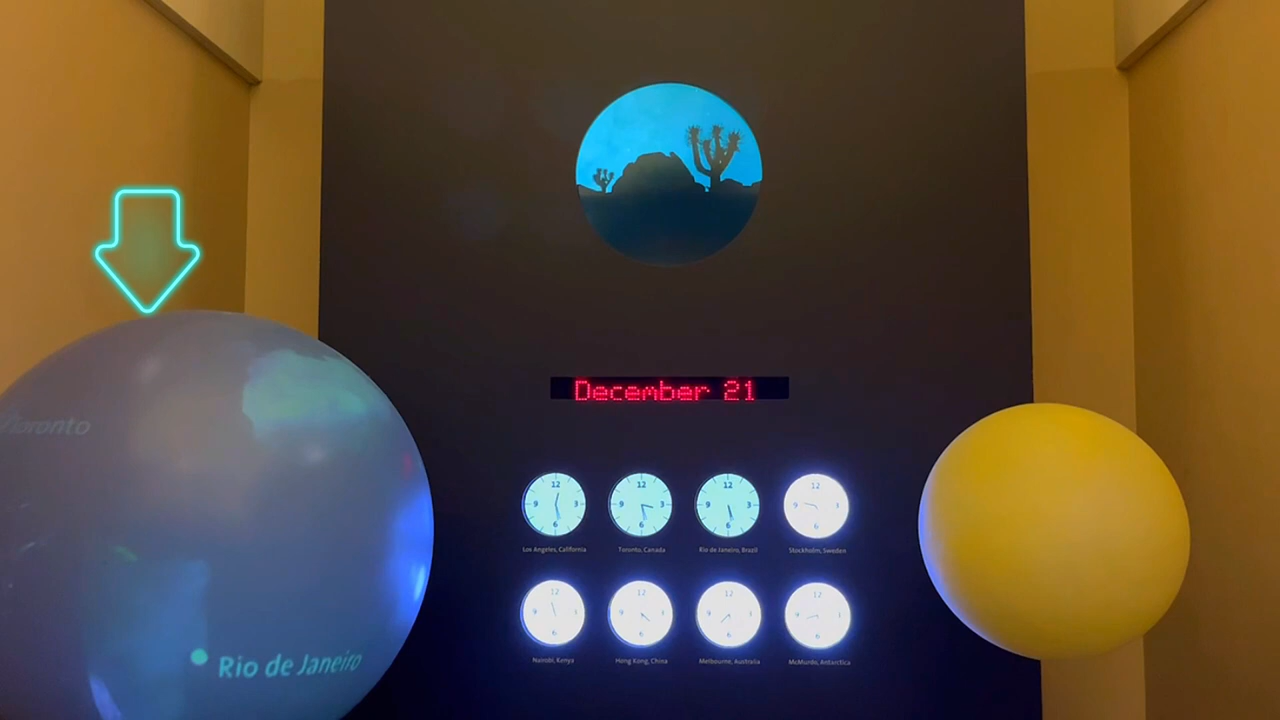 Toronto
December 21
Los Angeles, California
Toronto, Canada
Rio de Janeiro, Brazil
Stockholm, Sweden
Nairobi, Kenya
Hong Kong, China
Melbourne, Australia
McMurdo, Antarctica
Rio de Janeiro